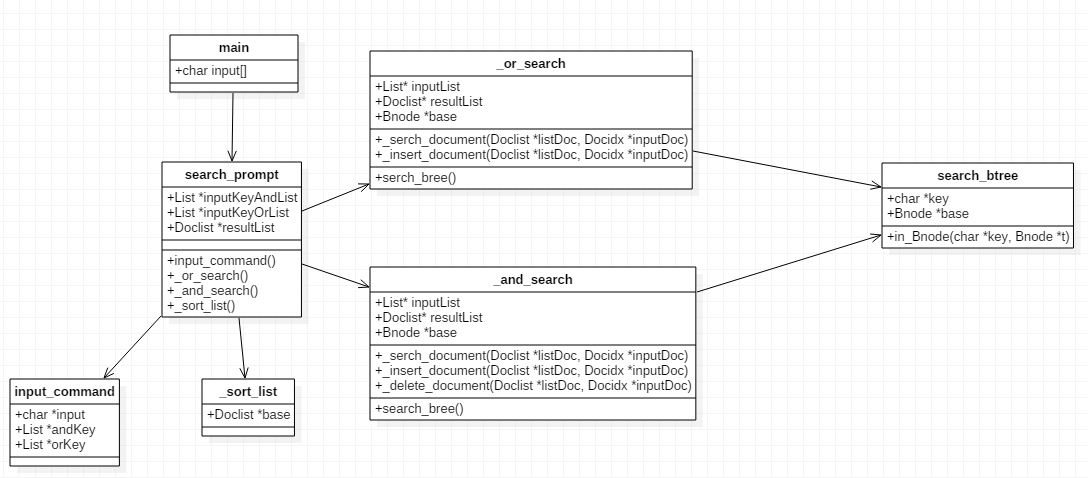 main
+char input[]
search_prompt
+List *inputKeyAndList
+List *inputKeyOrList
+Doclist *resultList
+input_command()
+_or_search()
+_and_search()
+_sort_list()
input_command
+char *input
+List *andKey
+List *orKey
_sort_list
+Doclist *base
_or_search
+List* inputList
+Doclist* resultList
+Bnode *base
+_serch_document(Doclist *listDoc, Docidx *inputDoc)
+_insert_document(Doclist *listDoc, Docidx *inputDoc)
+serch_bree()
_and_search
+List* inputList
+Doclist* resultList
+Bnode *base
+_serch_document(Doclist *listDoc, Docidx *inputDoc)
+_insert_document(Doclist *listDoc, Docidx *inputDoc)
+_delete_document(Doclist *listDoc, Docidx *inputDoc)
+search_bree()
search_btree
+char *key
+Bnode *base
+in_Bnode(char *key, Bnode *t)